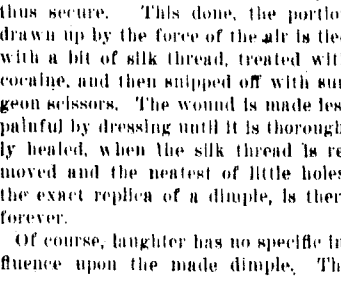 thus secure. This done, the portio
drawn up by the force of the air is tie
with a bit of silk thread, treated wit
cocaine, and then snipped off with sur
geon scissors. The wound is made les
painful by dressing until it is thorough
ly healed, when the silk thread is re
moved and the neatest of little holes
the exact replica of a dimple, is ther
forever.
Of course, laughter has no specific in
fluence upon the made dimple. Th